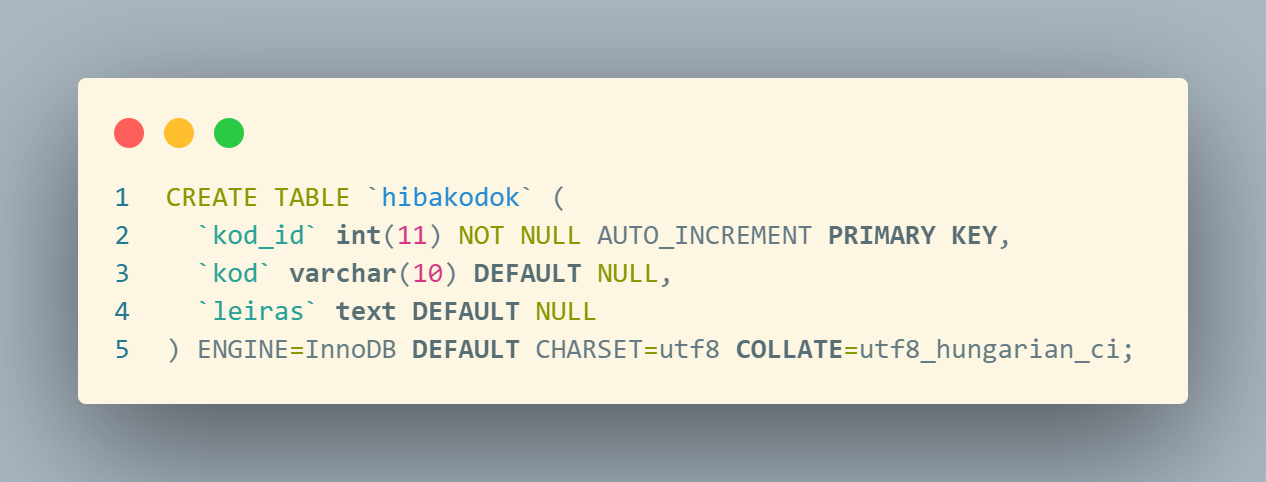 1 CREATE TABLE `hibakodok` (
2 `kod_id` int(11) NOT NULL AUTO_INCREMENT PRIMARY KEY,
3 `kod` varchar(10) DEFAULT NULL,
4 `leiras` text DEFAULT NULL
5 ) ENGINE=InnoDB DEFAULT CHARSET=utf8 COLLATE=utf8_hungarian_ci;